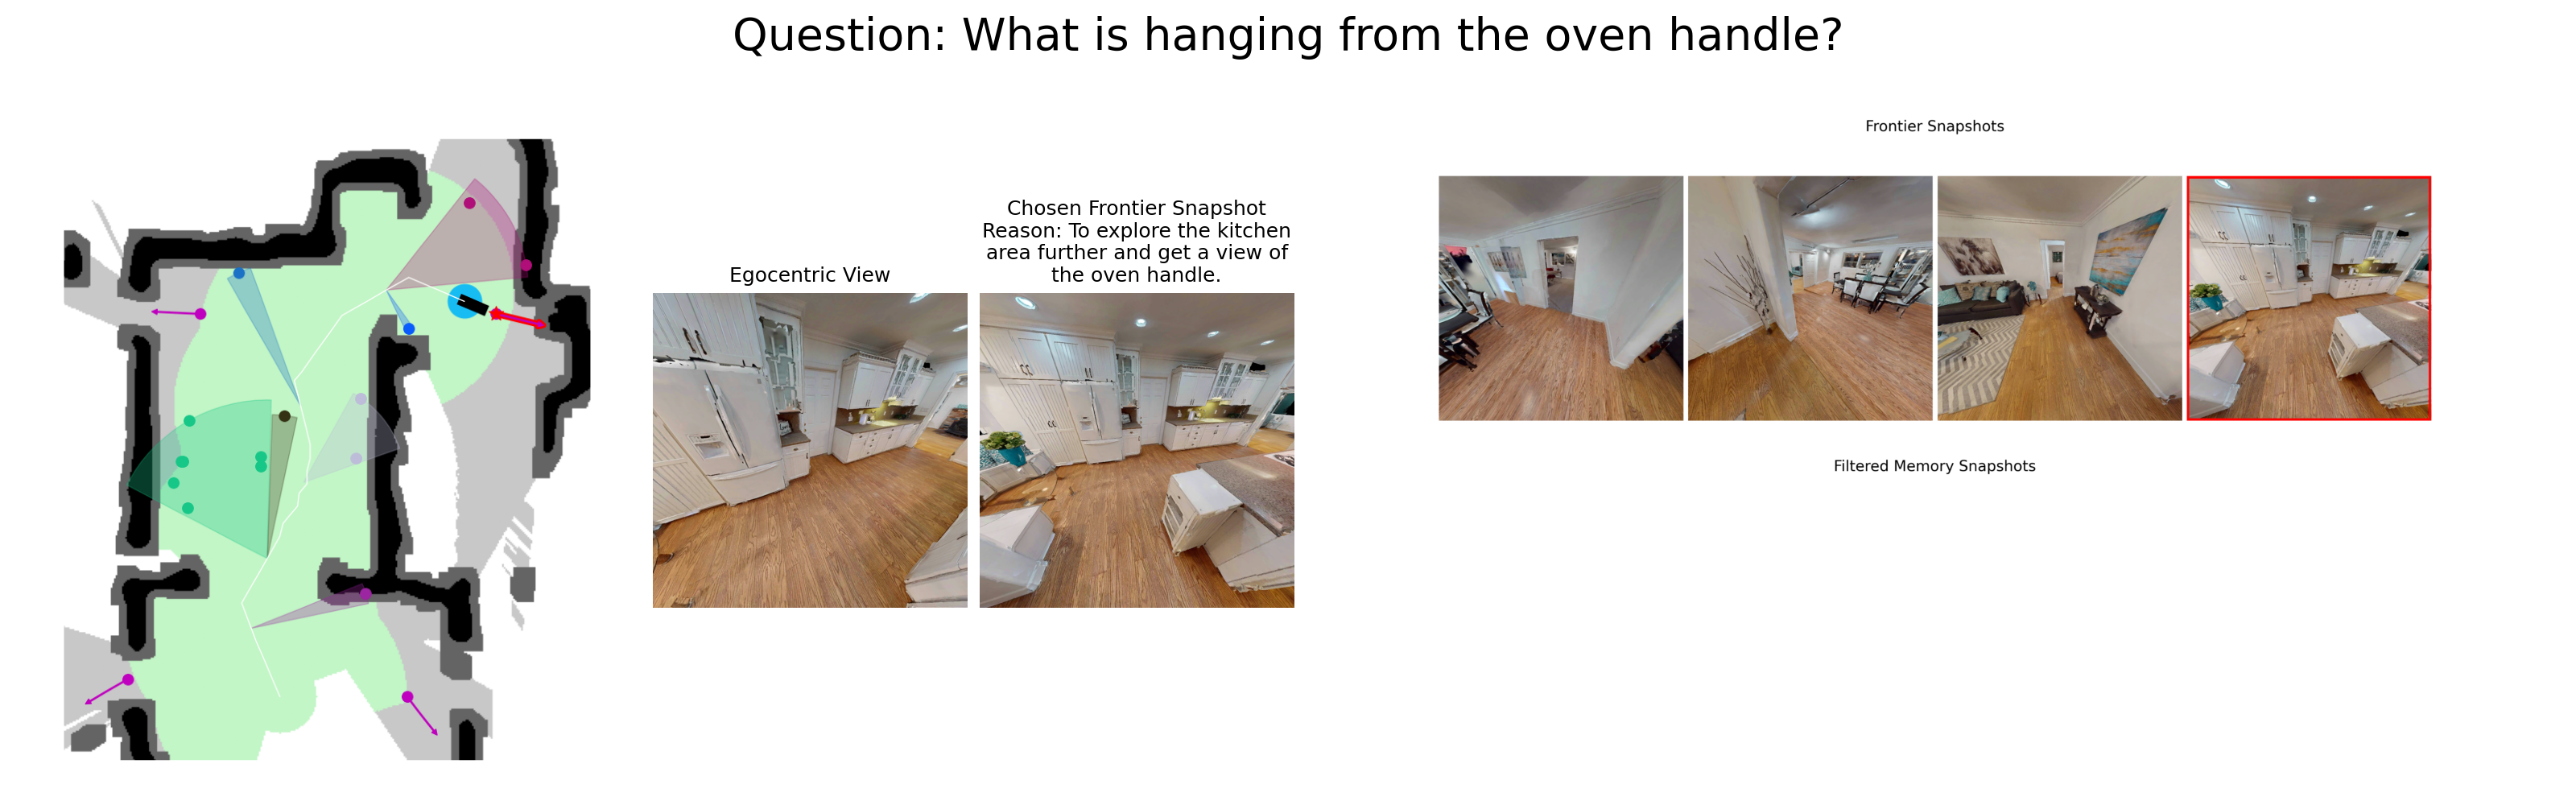 Question: What is hanging from the oven handle?
Frontier Snapshots
Chosen Frontier Snapshot
Reason: To explore the kitchen
area further and get a view of
the oven handle.
Egocentric View
Filtered Memory Snapshots